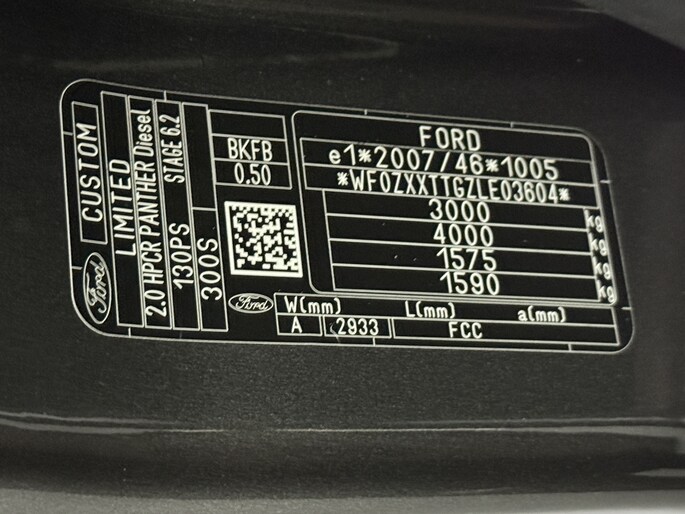 Ford
CUSTOM
LIMITED
2.0 HPCR PANTHER Diesel
130PS
STAGE 6.2
300S
BKFB
0.50
Ford
FORD
e1*2007/46*1005
*WF0ZXXTTGZLE03604*
3000 kg
4000 kg
1575 kg
1590 kg
W(mm) L(mm) a(mm)
A 2933 FCC